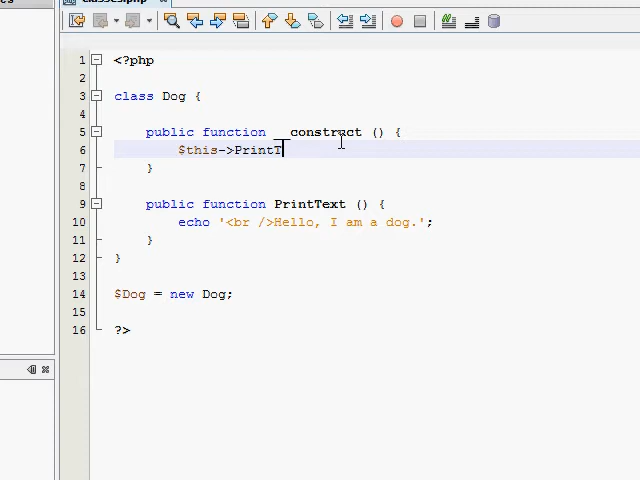 1 <?php
2
3 class Dog {
4
5 public function __construct () {
6 $this->PrintT
7 }
8
9 public function PrintText () {
10 echo '<br />Hello, I am a dog.';
11 }
12 }
13
14 $Dog = new Dog;
15
16 ?>